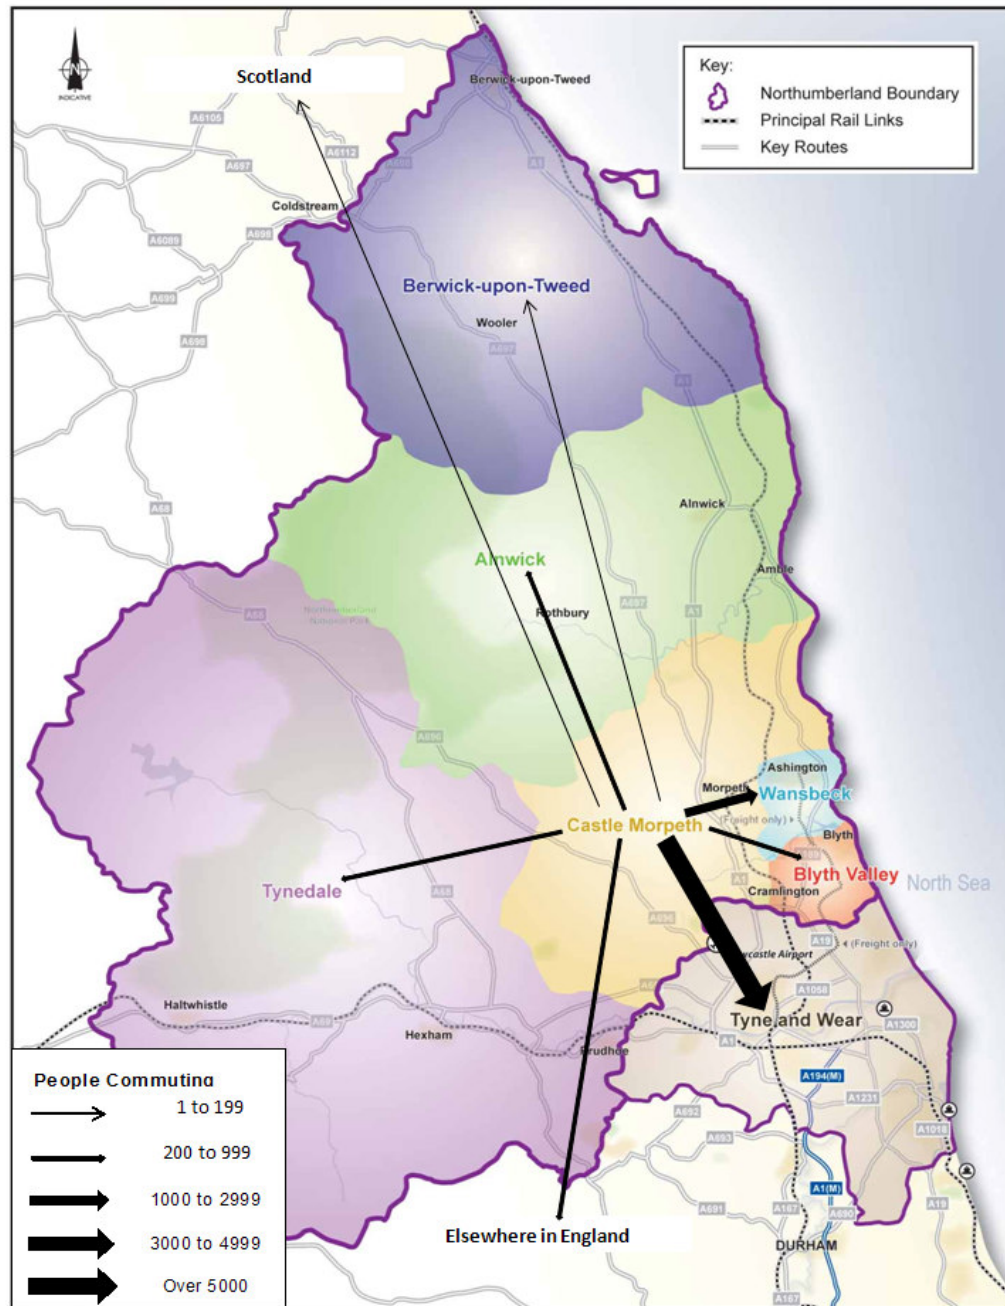 N
INDICATIVE
Scotland
Berwick-upon-Tweed
Key:
Northumberland Boundary
Principal Rail Links
Key Routes
A6105
A6112
A697
A1
Coldstream
A698
A6089
A699
A698
Berwick-upon-Tweed
Wooler
A697
A1
A68
Alnwick
Alnwick
Amble
Rothbury
A697
A1
A68
Northumberland
National Park
A696
Ashington
Morpeth
Wansbeck
Castle Morpeth
(Freight only)
Blyth
A189
Blyth Valley
North Sea
Tynedale
A68
A1
Cramlington
A696
A19
(Freight only)
Newcastle Airport
A1058
Haltwhistle
A69
Hexham
Tyne and Wear
A1
A1300
Prudhoe
A194(M)
A1231
A692
A693
A1018
A1(M)
A691
A167
A690
A19
Elsewhere in England
DURHAM
A167
People Commuting
1 to 199
200 to 999
1000 to 2999
3000 to 4999
Over 5000